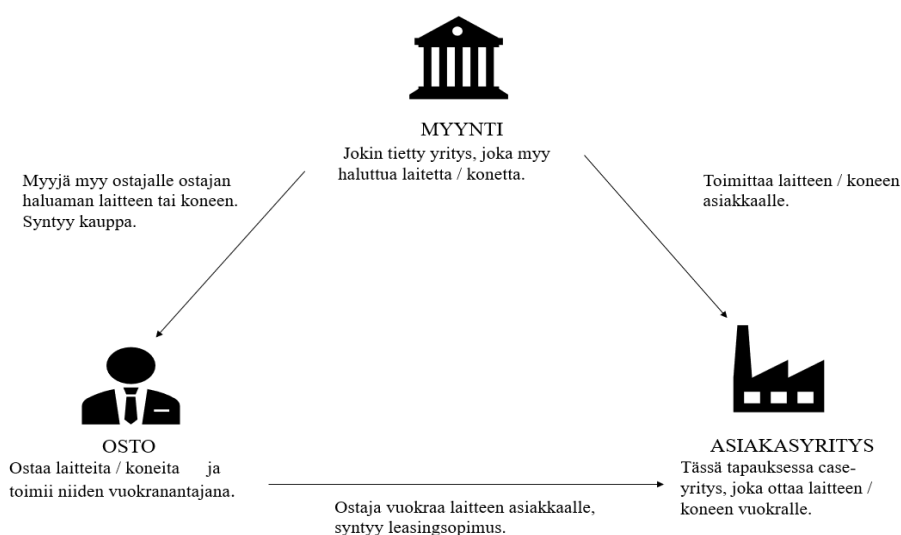 MYYNTI
Jokin tietty yritys, joka myy
haluttua laitetta / konetta.
Myyjä myy ostajalle ostajan
haluaman laitteen tai koneen.
Syntyy kauppa.
Toimittaa laitteen / koneen
asiakkaalle.
OSTO
Ostaa laitteita / koneita ja
toimii niiden vuokranantajana.
ASIAKASYRITYS
Tässä tapauksessa case-
yritys, joka ottaa laitteen /
koneen vuokralle.
Ostaja vuokraa laitteen asiakkaalle,
syntyy leasingsopimus.